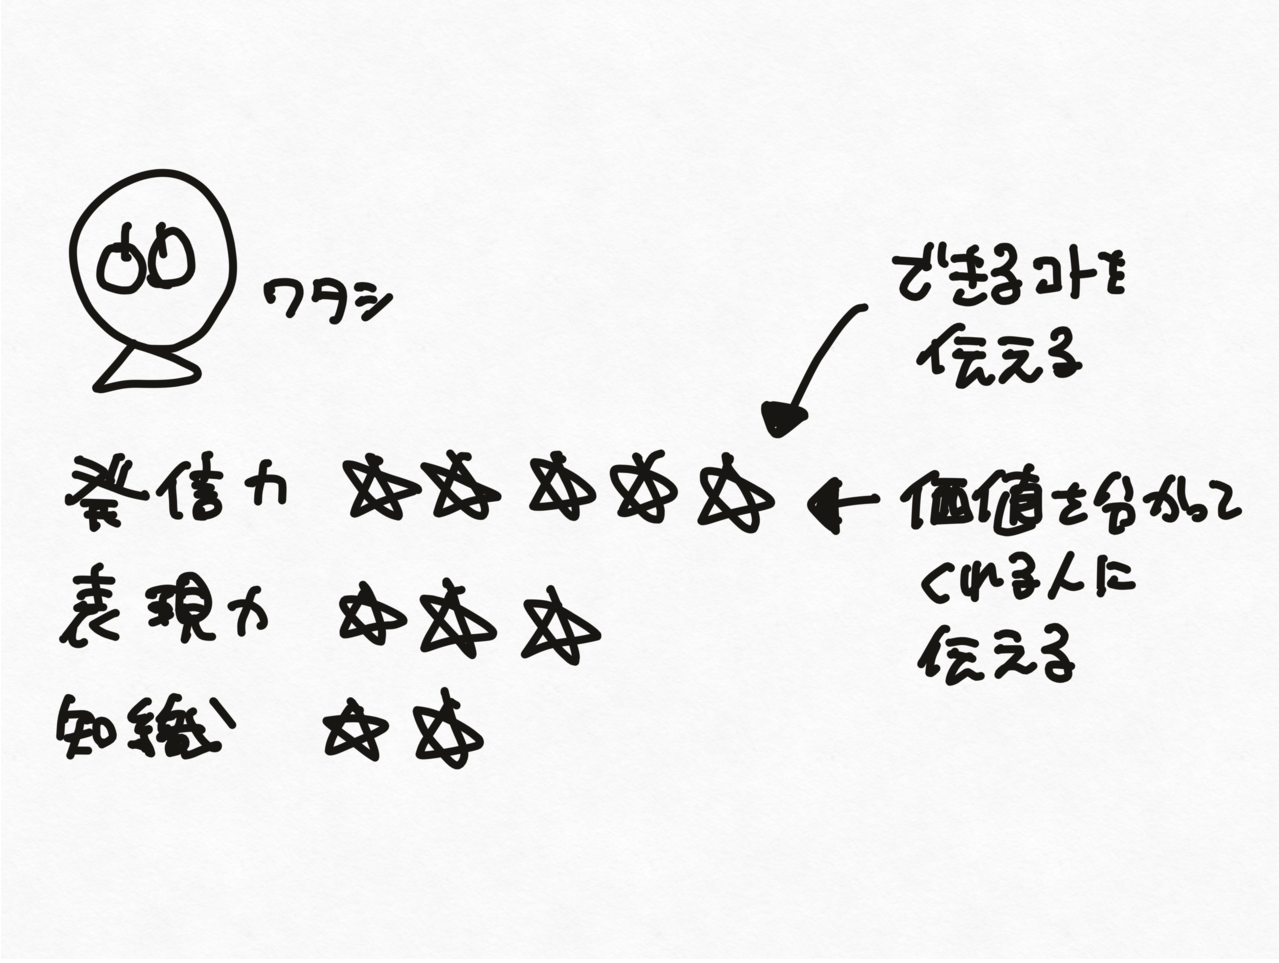 ワタシ
できるコトを
伝える
発信力 ☆☆☆☆☆
価値を分かって
くれる人に
伝える
表現力 ☆☆☆
知識 ☆☆